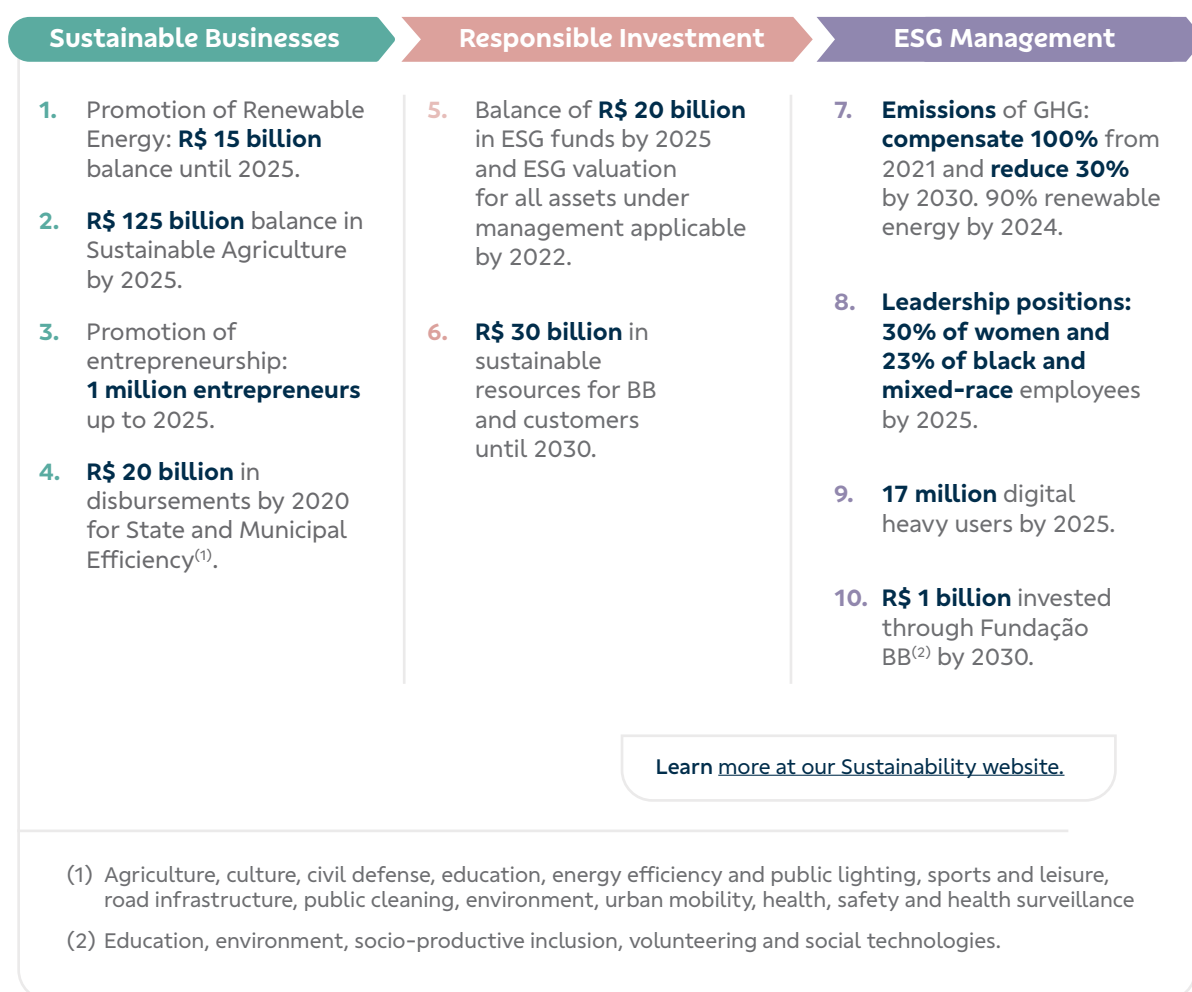 Sustainable Businesses
1. Promotion of Renewable
Energy: R$ 15 billion
balance until 2025.
2. R$ 125 billion balance in
Sustainable Agriculture
by 2025.
3. Promotion of
entrepreneurship:
1 million entrepreneurs
up to 2025.
4. R$ 20 billion in
disbursements by 2020
for State and Municipal
Efficiency(1).
Responsible Investment
5. Balance of R$ 20 billion
in ESG funds by 2025
and ESG valuation
for all assets under
management applicable
by 2022.
6. R$ 30 billion in
sustainable
resources for BB
and customers
until 2030.
ESG Management
7. Emissions of GHG:
compensate 100% from
2021 and reduce 30%
by 2030. 90% renewable
energy by 2024.
8. Leadership positions:
30% of women and
23% of black and
mixed-race employees
by 2025.
9. 17 million digital
heavy users by 2025.
10. R$ 1 billion invested
through Fundação
BB(2) by 2030.
Learn more at our Sustainability website.
(1) Agriculture, culture, civil defense, education, energy efficiency and public lighting, sports and leisure,
road infrastructure, public cleaning, environment, urban mobility, health, safety and health surveillance
(2) Education, environment, socio-productive inclusion, volunteering and social technologies.